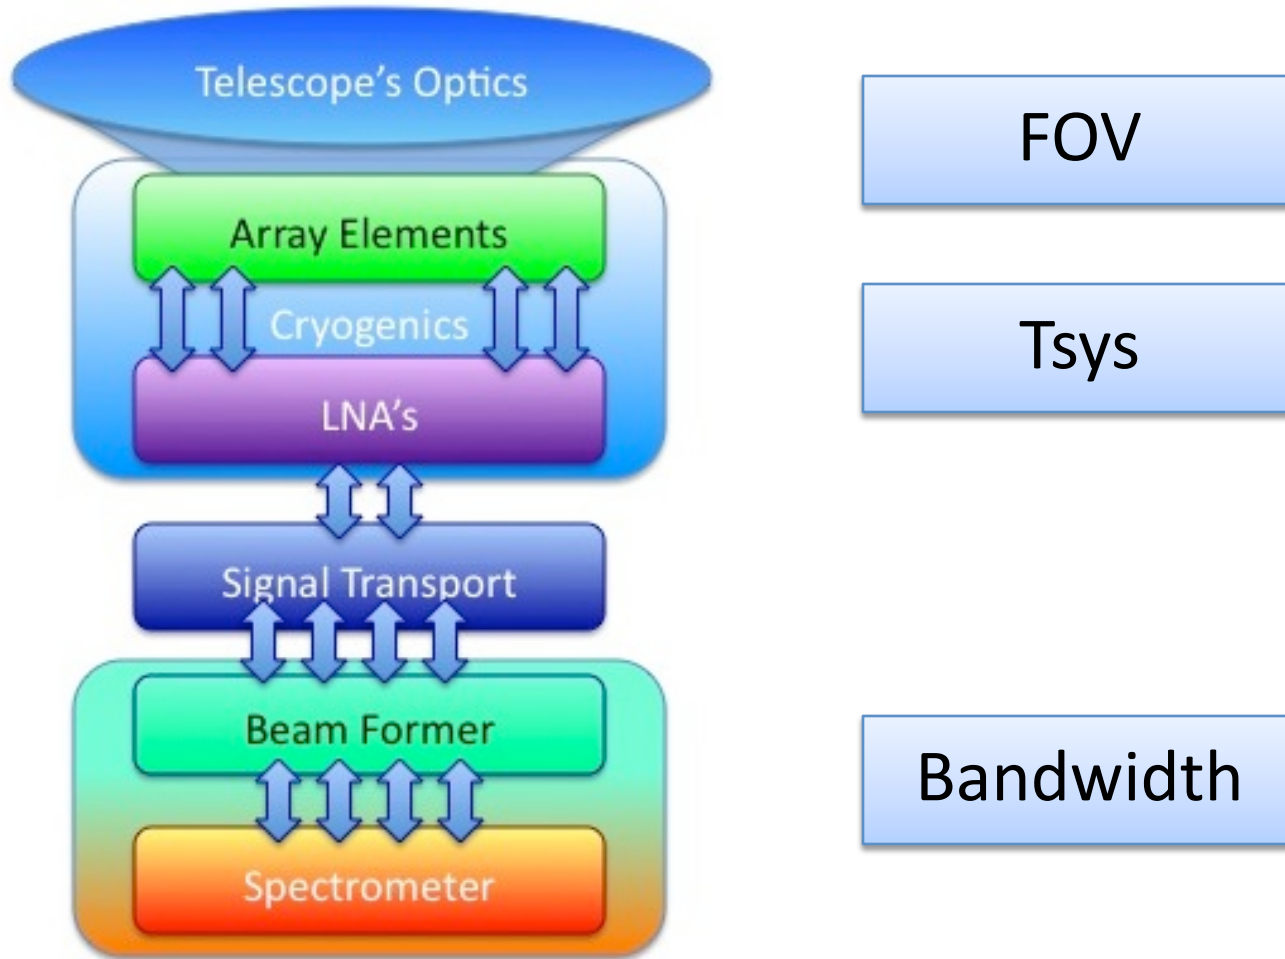 Telescope's Optics
FOV
Array Elements
Cryogenics
Tsys
LNA's
Signal Transport
Beam Former
Bandwidth
Spectrometer